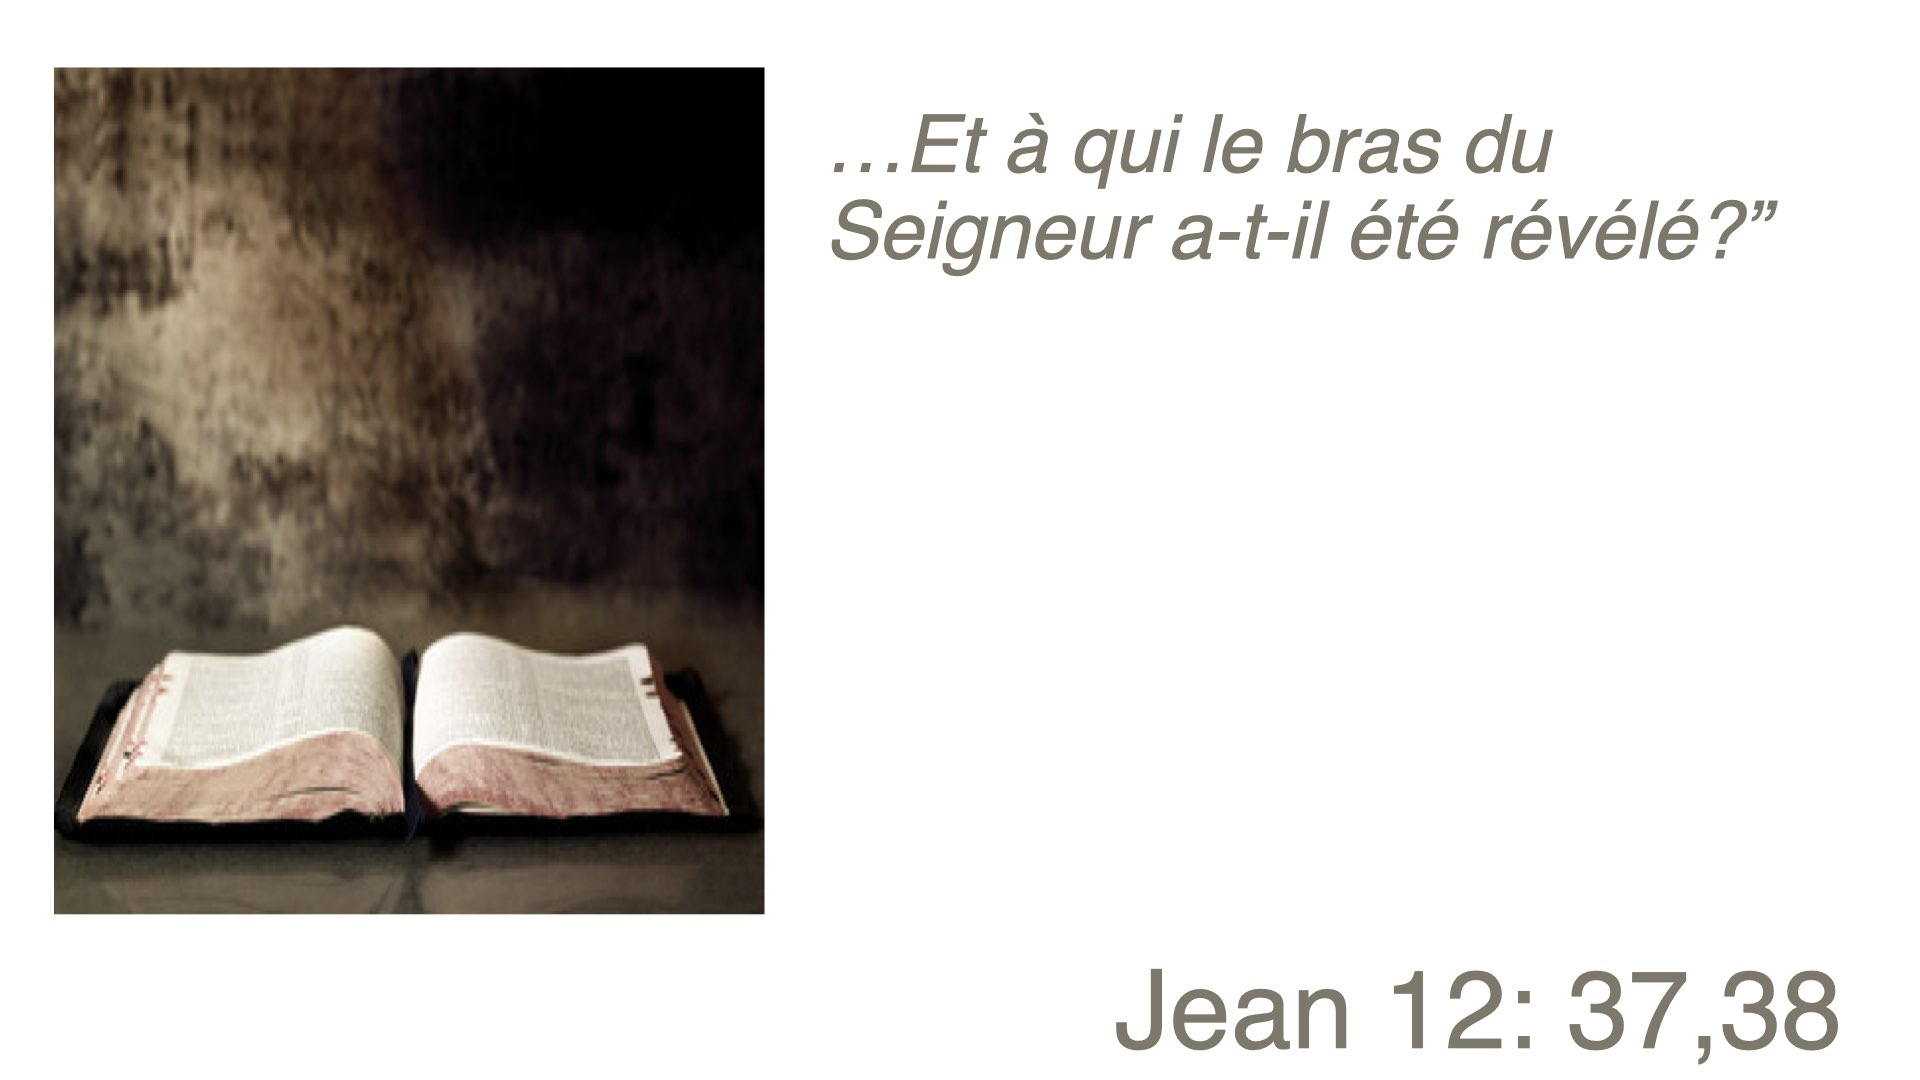 …Et à qui le bras du
Seigneur a-t-il été révélé?”
Jean 12: 37,38